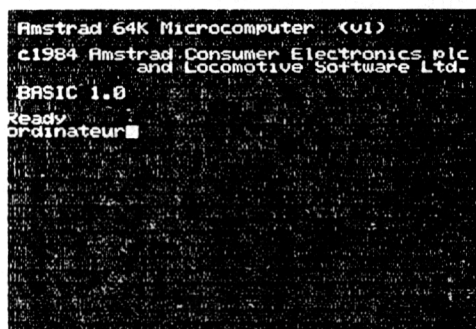 Amstrad 64K Microcomputer (v1)
©1984 Amstrad Consumer Electronics plc
and Locomotive Software Ltd.
BASIC 1.0
Ready
ordinateur